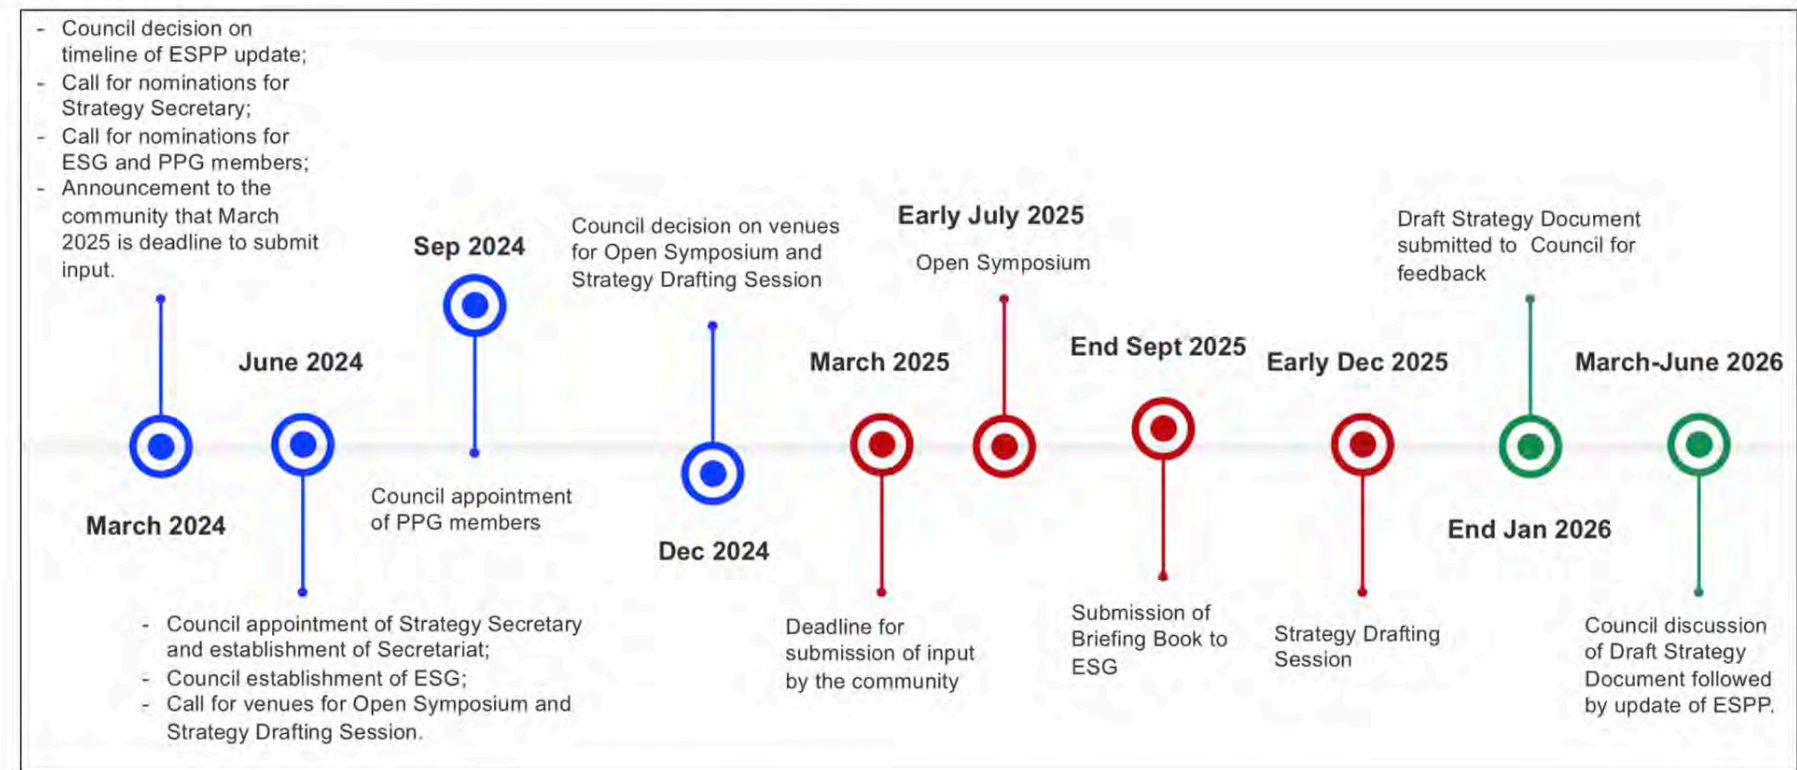 - Council decision on
timeline of ESPP update;
- Call for nominations for
Strategy Secretary;
- Call for nominations for
ESG and PPG members;
- Announcement to the
community that March
2025 is deadline to submit
input.
March 2024
June 2024
- Council appointment of Strategy Secretary
and establishment of Secretariat;
- Council establishment of ESG;
- Call for venues for Open Symposium and
Strategy Drafting Session.
Sep 2024
Council appointment
of PPG members
Council decision on venues
for Open Symposium and
Strategy Drafting Session
Dec 2024
March 2025
Deadline for
submission of input
by the community
Early July 2025
Open Symposium
End Sept 2025
Submission of
Briefing Book to
ESG
Early Dec 2025
Strategy Drafting
Session
Draft Strategy Document
submitted to Council for
feedback
End Jan 2026
March-June 2026
Council discussion
of Draft Strategy
Document followed
by update of ESPP.